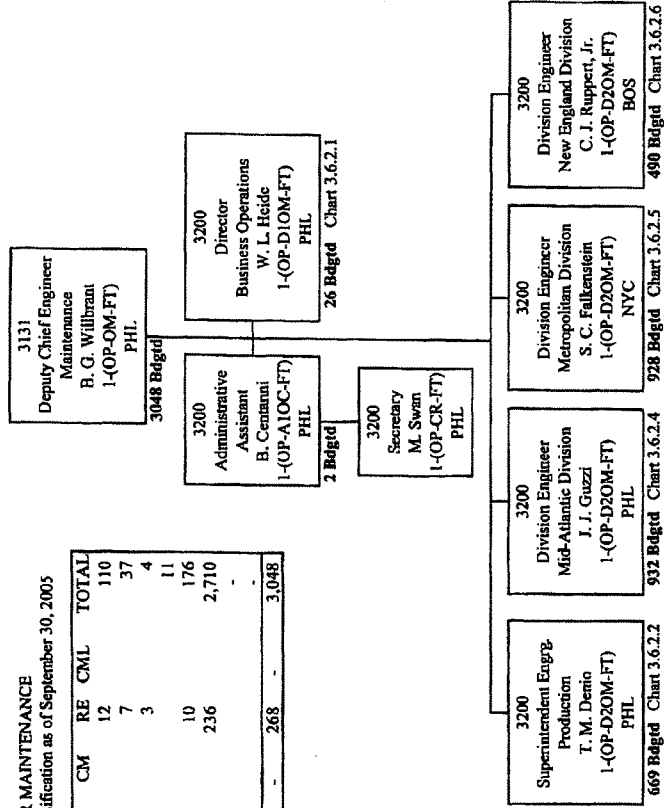 R MAINTENANCE
ification as of September 30, 2005
CM RE CML TOTAL
12 110
7 37
3 4
11
10 176
236 2,710
-
-
- 268 - 3,048
3131
Deputy Chief Engineer
Maintenance
B. G. Willbrant
1-(OP-OM-FT)
PHL
3048 Bdgtd
3200
Administrative
Assistant
B. Centanni
1-(OP-A1OC-FT)
PHL
2 Bdgtd
3200
Director
Business Operations
W. L. Heide
1-(OP-D1OM-FT)
PHL
26 Bdgtd Chart 3.6.2.1
3200
Secretary
M. Swan
1-(OP-CR-FT)
PHL
3200
Superintendent Engrg.
Production
T. M. Denio
1-(OP-D2OM-FT)
PHL
669 Bdgtd Chart 3.6.2.2
3200
Division Engineer
Mid-Atlantic Division
J. J. Guzzi
1-(OP-D2OM-FT)
PHL
932 Bdgtd Chart 3.6.2.4
3200
Division Engineer
Metropolitan Division
S. C. Falkenstein
1-(OP-D2OM-FT)
NYC
928 Bdgtd Chart 3.6.2.5
3200
Division Engineer
New England Division
C. J. Ruppert, Jr.
1-(OP-D2OM-FT)
BOS
490 Bdgtd Chart 3.6.2.6